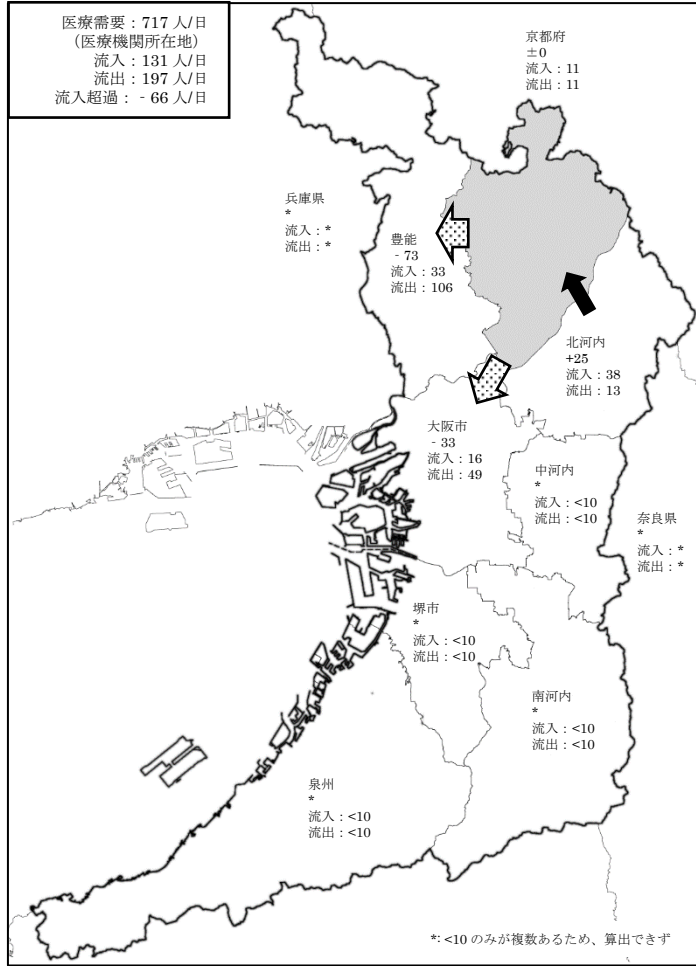 医療需要：717 人/日
（医療機関所在地）
流入：131 人/日
流出：197 人/日
流入超過：‐66 人/日
京都府
±0
流入：11
流出：11
兵庫県
*
流入：*
流出：*
豊能
‐73
流入：33
流出：106
北河内
+25
流入：38
流出：13
大阪市
‐33
流入：16
流出：49
中河内
*
流入：<10
流出：<10
奈良県
*
流入：*
流出：*
堺市
*
流入：<10
流出：<10
南河内
*
流入：<10
流出：<10
泉州
*
流入：<10
流出：<10
*: <10 のみが複数あるため、算出できず